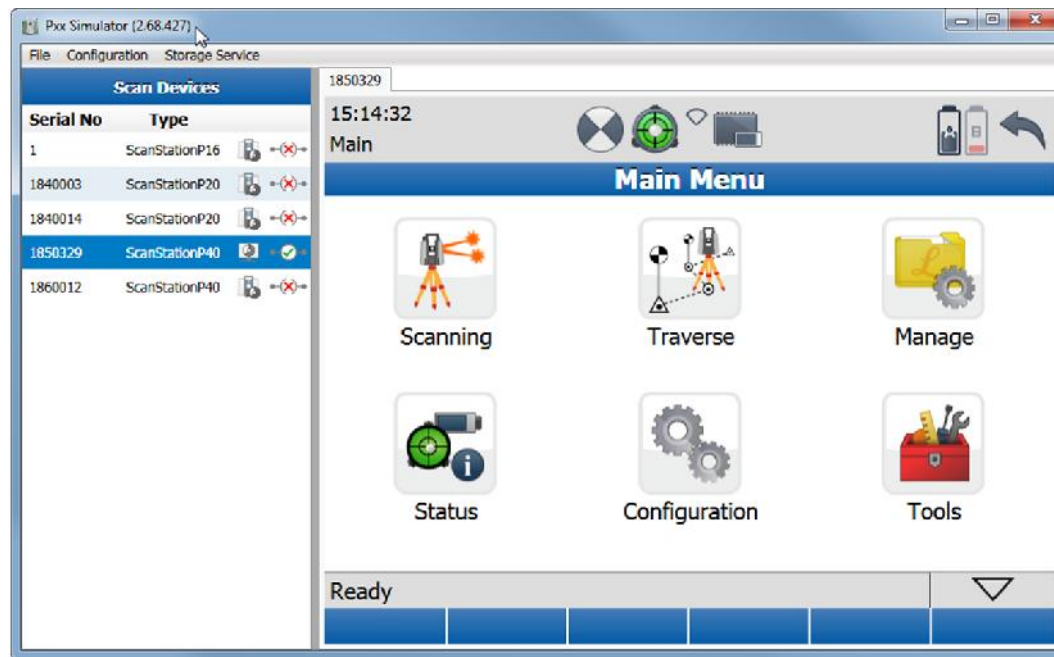 Pxx Simulator (2.68.427)
File Configuration Storage Service
Scan Devices
Serial No Type
1 ScanStationP16
1840003 ScanStationP20
1840014 ScanStationP20
1850329 ScanStationP40
1860012 ScanStationP40
1850329
15:14:32
Main
B
Main Menu
Scanning Traverse Manage
Status Configuration Tools
Ready